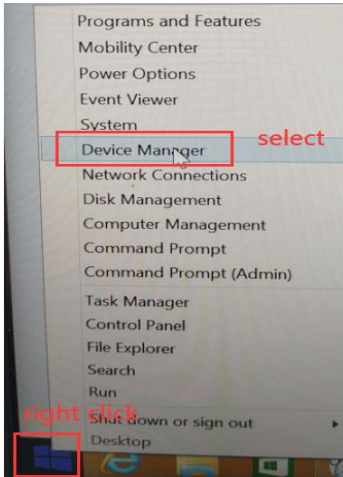 Programs and Features
Mobility Center
Power Options
Event Viewer
System
Device Manager
select
Network Connections
Disk Management
Computer Management
Command Prompt
Command Prompt (Admin)
Task Manager
Control Panel
File Explorer
Search
Run
right click
Shut down or sign out
Desktop